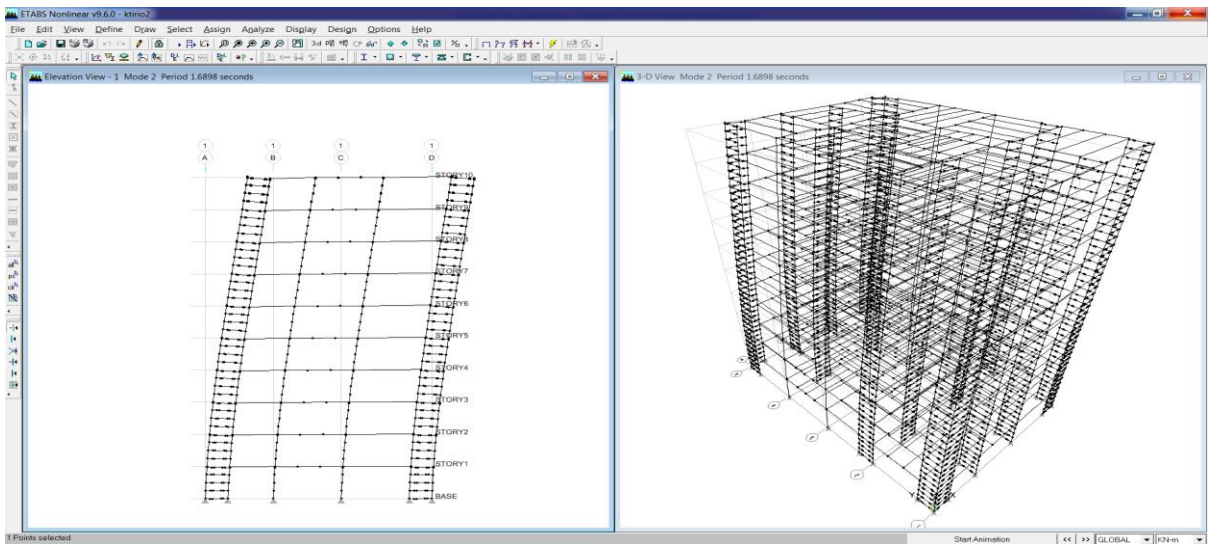 ETABS Nonlinear v9.6.0 - ktirio2
File Edit View Define Draw Select Assign Analyze Display Design Options Help
Elevation View - 1 Mode 2 Period 1.6898 seconds
3-D View Mode 2 Period 1.6898 seconds
1 1 1 1
A B C D
STORY10
STORY9
STORY8
STORY7
STORY6
STORY5
STORY4
STORY3
STORY2
STORY1
BASE
Y X
1 Points selected
Start Animation << >> GLOBAL KN-m